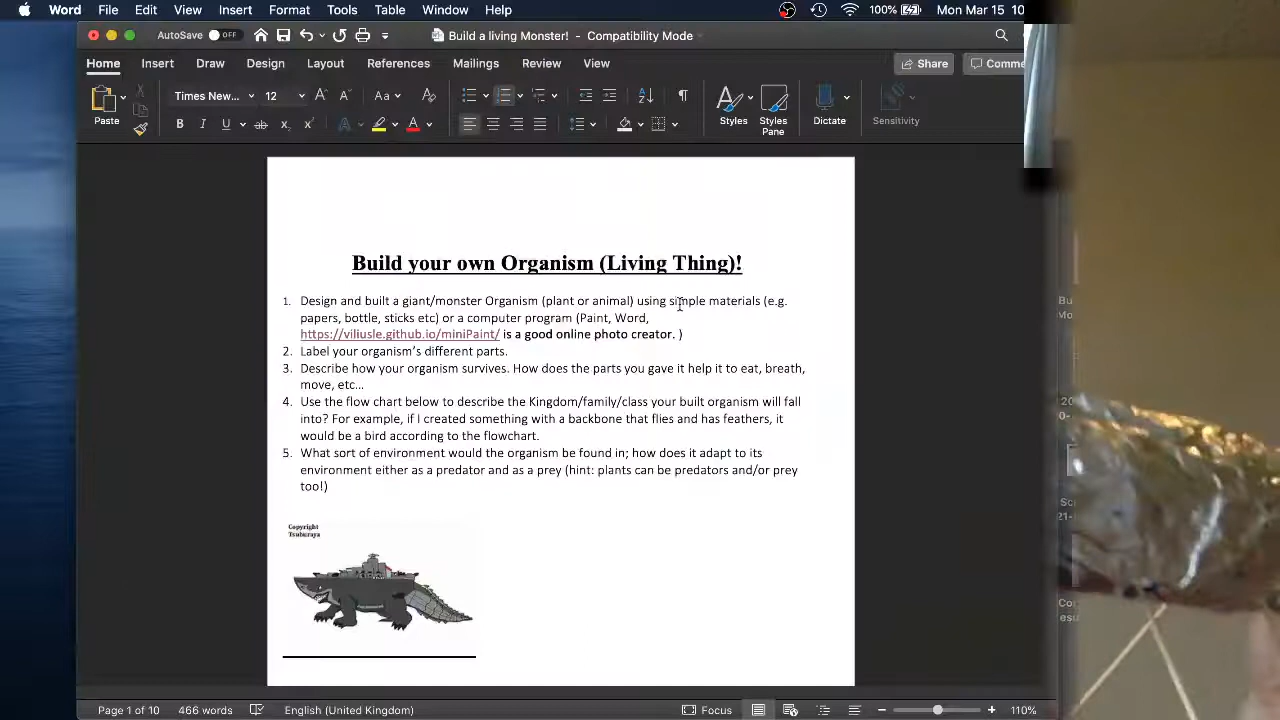 Word File Edit View Insert Format Tools Table Window Help 100% Mon Mar 15 10
AutoSave OFF Build a living Monster! - Compatibility Mode
Home Insert Draw Design Layout References Mailings Review View Share Comme
Paste Times New... 12 Aa Styles Styles Pane Dictate Sensitivity
Build your own Organism (Living Thing)!
1. Design and built a giant/monster Organism (plant or animal) using simple materials (e.g.
papers, bottle, sticks etc) or a computer program (Paint, Word,
https://viliusle.github.io/miniPaint/ is a good online photo creator. )
2. Label your organism's different parts.
3. Describe how your organism survives. How does the parts you gave it help it to eat, breath,
move, etc...
4. Use the flow chart below to describe the Kingdom/family/class your built organism will fall
into? For example, if I created something with a backbone that flies and has feathers, it
would be a bird according to the flowchart.
5. What sort of environment would the organism be found in; how does it adapt to its
environment either as a predator and as a prey (hint: plants can be predators and/or prey
too!)
Copyright
Tsuburaya
Page 1 of 10 466 words English (United Kingdom) Focus 110%